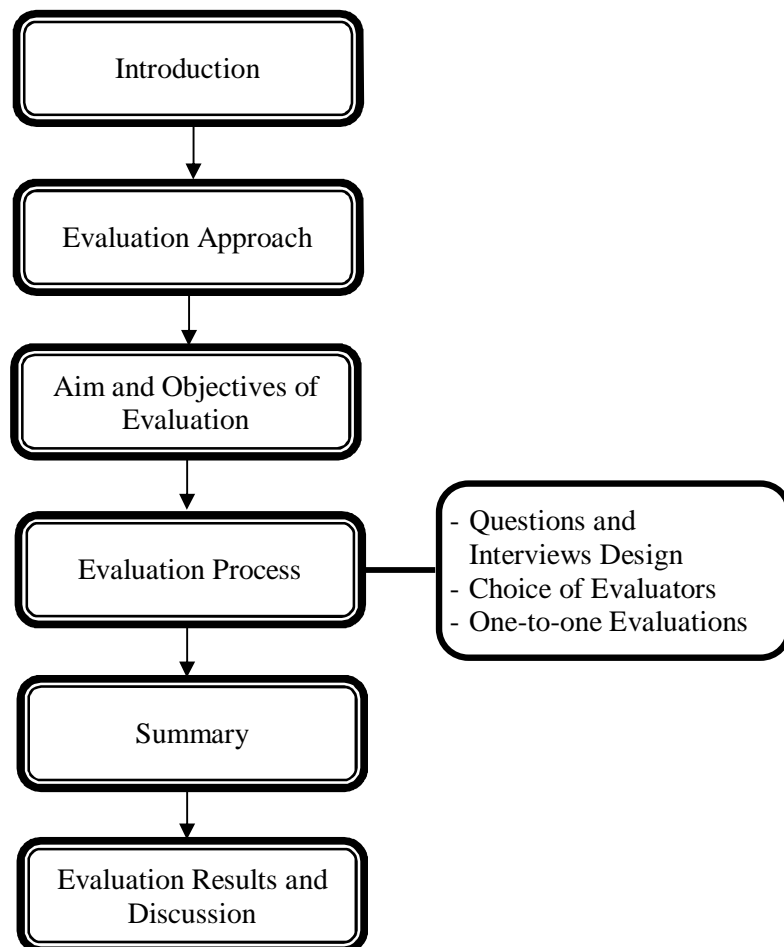 Introduction
Evaluation Approach
Aim and Objectives of
Evaluation
Evaluation Process
- Questions and
Interviews Design
- Choice of Evaluators
- One-to-one Evaluations
Summary
Evaluation Results and
Discussion